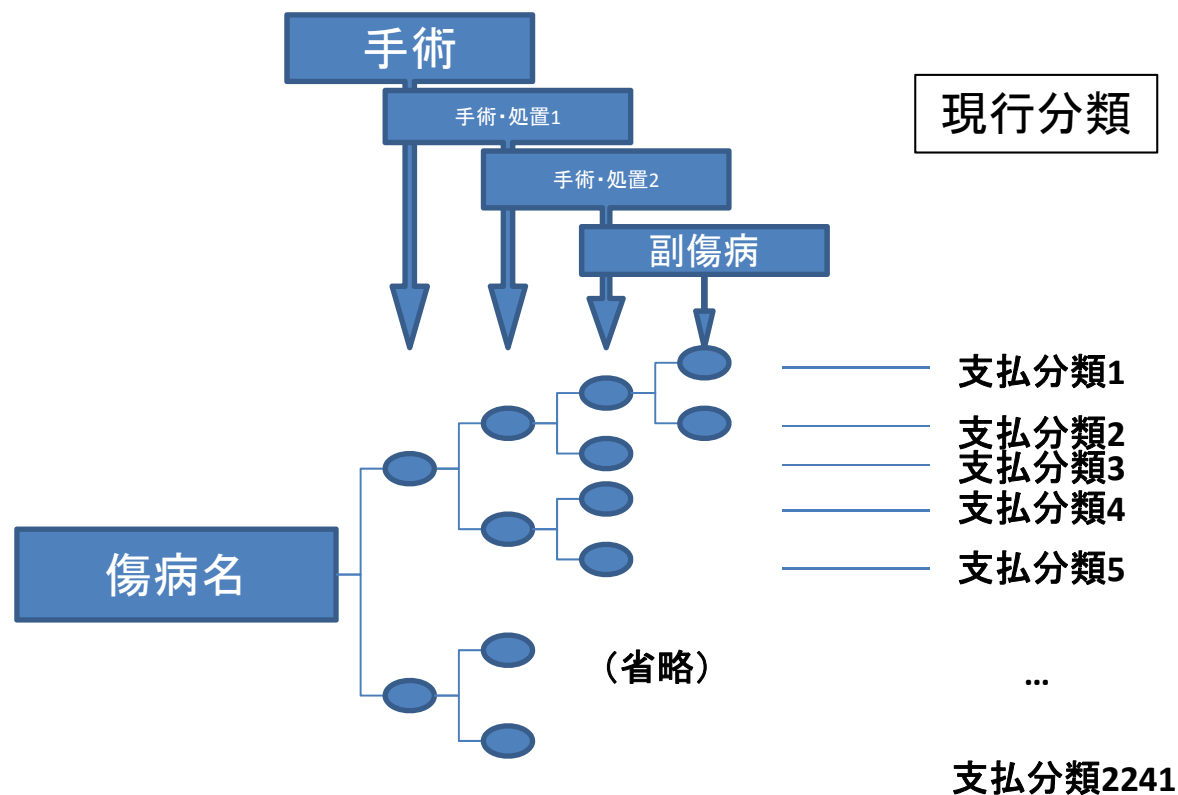 手術
手術・処置1
手術・処置2
副傷病
現行分類
支払分類1
支払分類2
支払分類3
支払分類4
支払分類5
傷病名
（省略）
…
支払分類2241